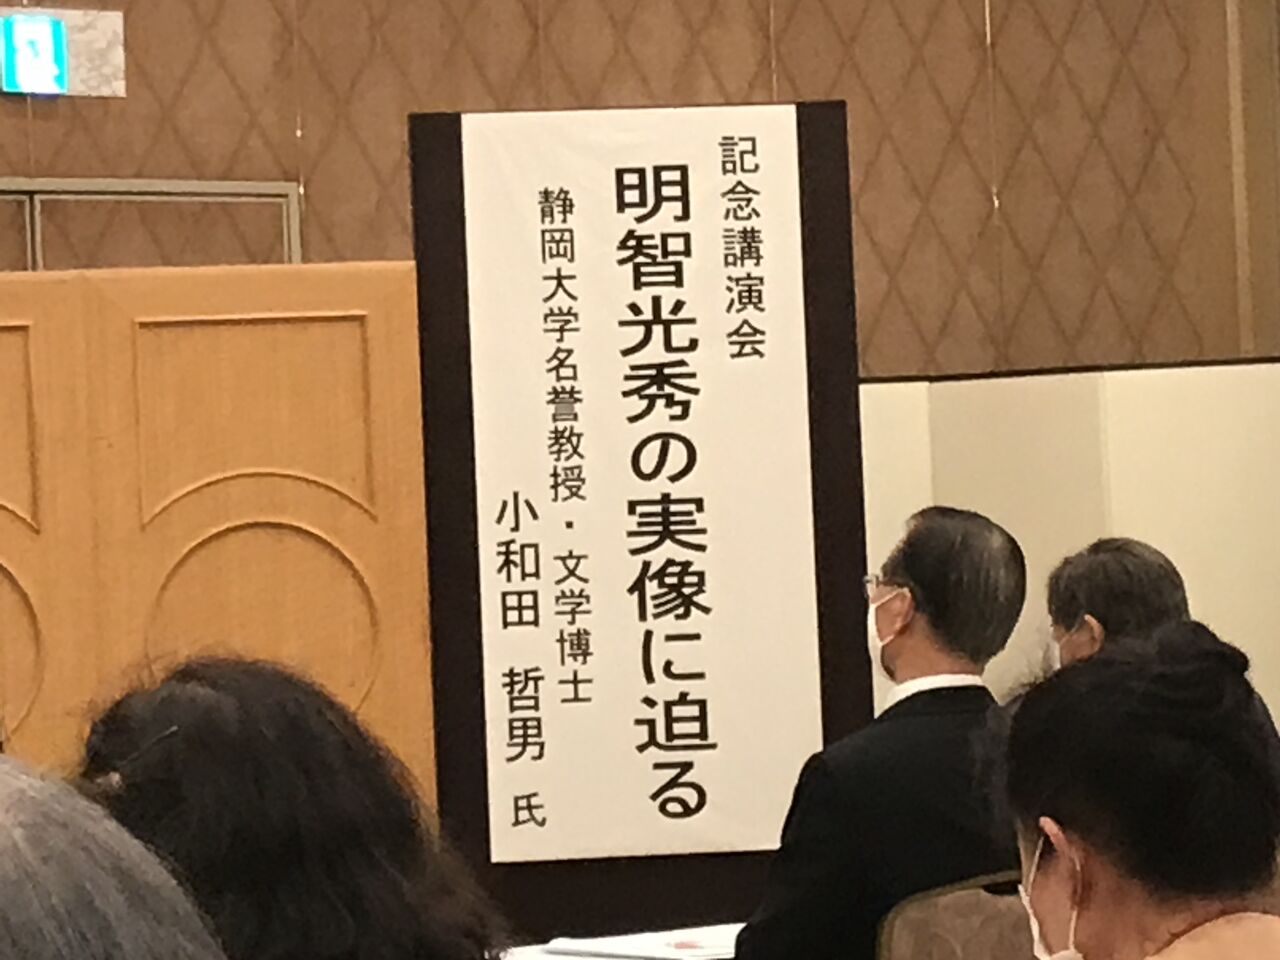 記念講演会
明智光秀の実像に迫る
静岡大学名誉教授・文学博士
小和田 哲男 氏